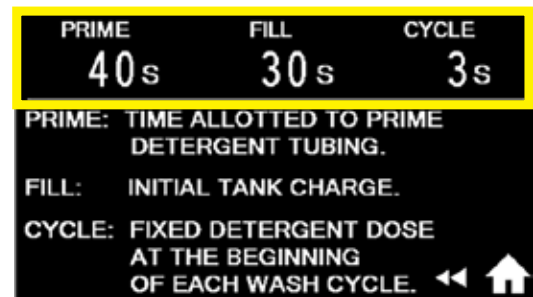 PRIME FILL CYCLE
40s 30s 3s
PRIME: TIME ALLOTTED TO PRIME
DETERGENT TUBING.
FILL: INITIAL TANK CHARGE.
CYCLE: FIXED DETERGENT DOSE
AT THE BEGINNING
OF EACH WASH CYCLE.